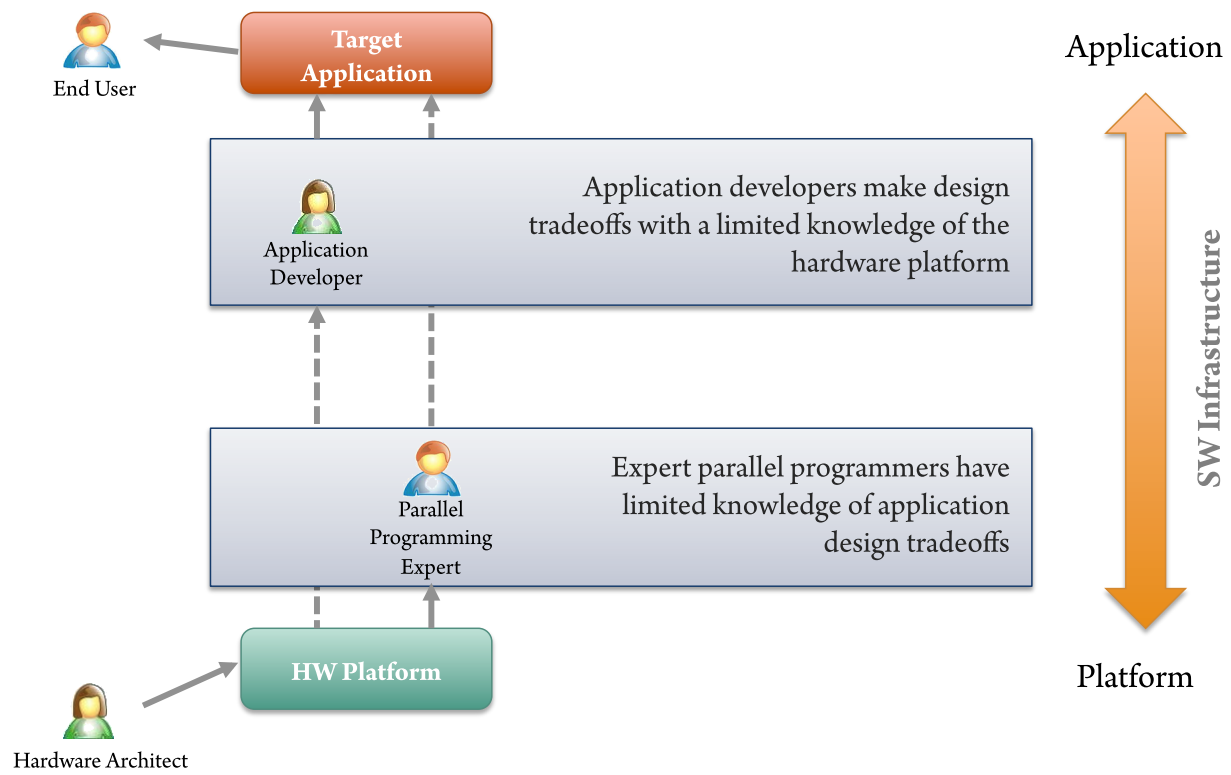 Target
Application
End User
Application
Application developers make design
tradeoffs with a limited knowledge of the
hardware platform
Application
Developer
SW Infrastructure
Expert parallel programmers have
limited knowledge of application
design tradeoffs
Parallel
Programming
Expert
HW Platform
Platform
Hardware Architect